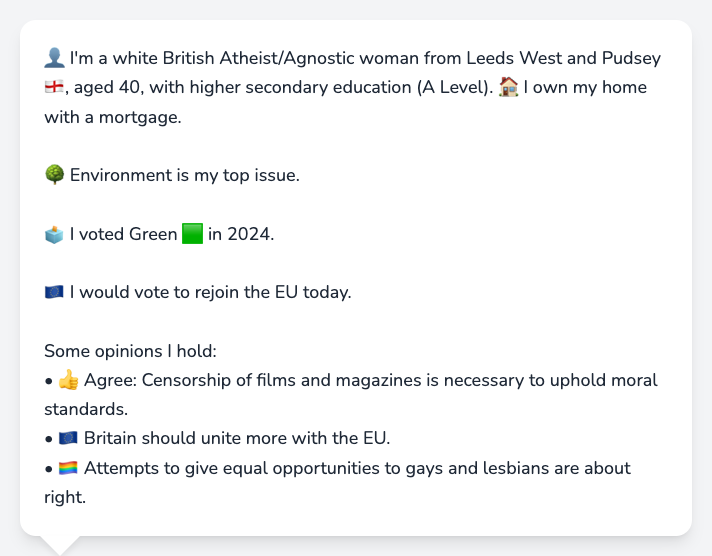 👤 I'm a white British Atheist/Agnostic woman from Leeds West and Pudsey
🏴󠁧󠁢󠁥󠁮󠁧󠁿, aged 40, with higher secondary education (A Level). 🏠 I own my home
with a mortgage.
🌳 Environment is my top issue.
🗳️ I voted Green 🟩 in 2024.
🇪🇺 I would vote to rejoin the EU today.
Some opinions I hold:
• 👍 Agree: Censorship of films and magazines is necessary to uphold moral
standards.
• 🇪🇺 Britain should unite more with the EU.
• 🏳️‍🌈 Attempts to give equal opportunities to gays and lesbians are about
right.